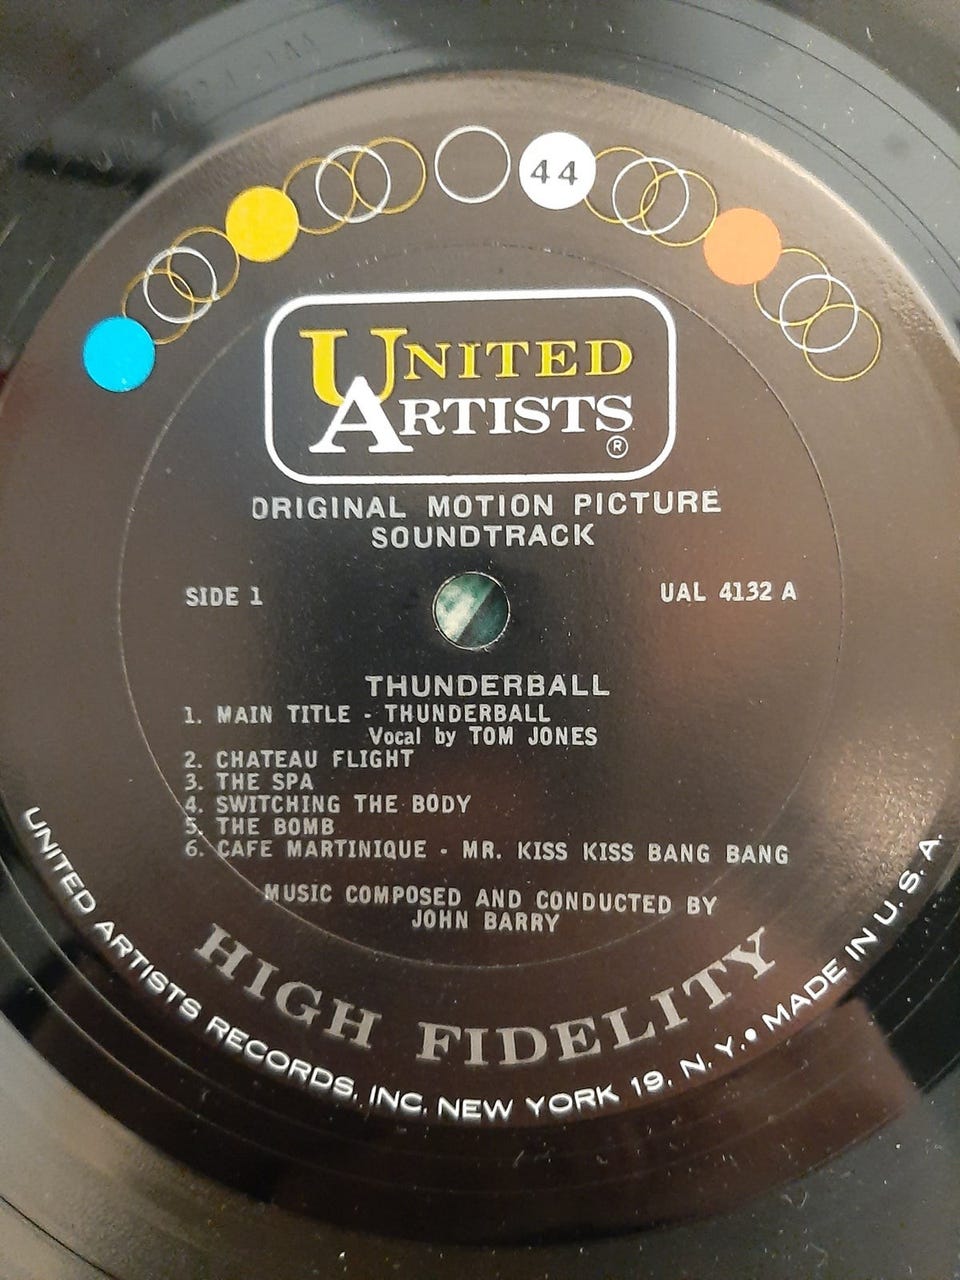 44
UNITED
ARTISTS
®
ORIGINAL MOTION PICTURE
SOUNDTRACK
SIDE 1
UAL 4132 A
THUNDERBALL
1. MAIN TITLE - THUNDERBALL
Vocal by TOM JONES
2. CHATEAU FLIGHT
3. THE SPA
4. SWITCHING THE BODY
5. THE BOMB
6. CAFE MARTINIQUE - MR. KISS KISS BANG BANG
MUSIC COMPOSED AND CONDUCTED BY
JOHN BARRY
HIGH FIDELITY
UNITED ARTISTS RECORDS, INC. NEW YORK 19, N. Y. • MADE IN U. S. A.